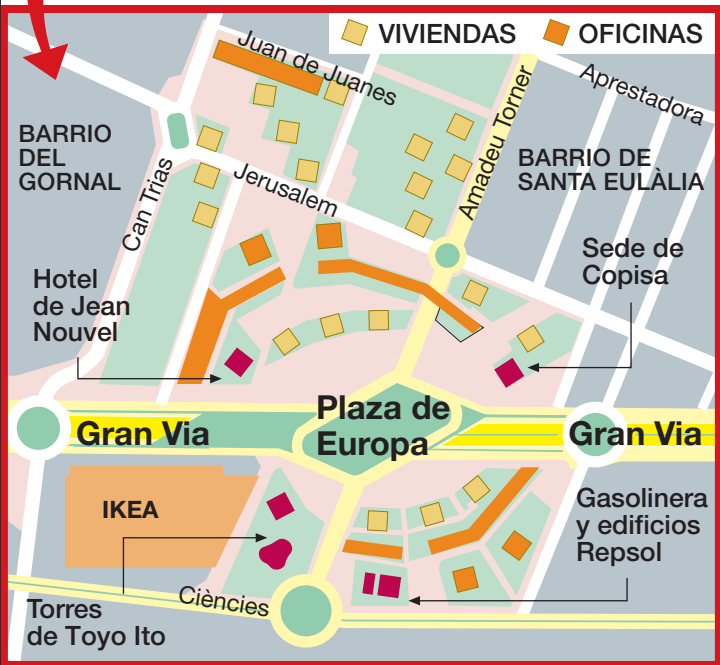 VIVIENDAS
OFICINAS
Juan de Juanes
Aprestadora
BARRIO
DEL
GORNAL
Can Trias
Jerusalem
Amadeu Torner
BARRIO DE
SANTA EULÀLIA
Hotel
de Jean
Nouvel
Sede de
Copisa
Gran Via
Plaza de
Europa
Gran Via
IKEA
Gasolinera
y edificios
Repsol
Torres
de Toyo Ito
Ciències